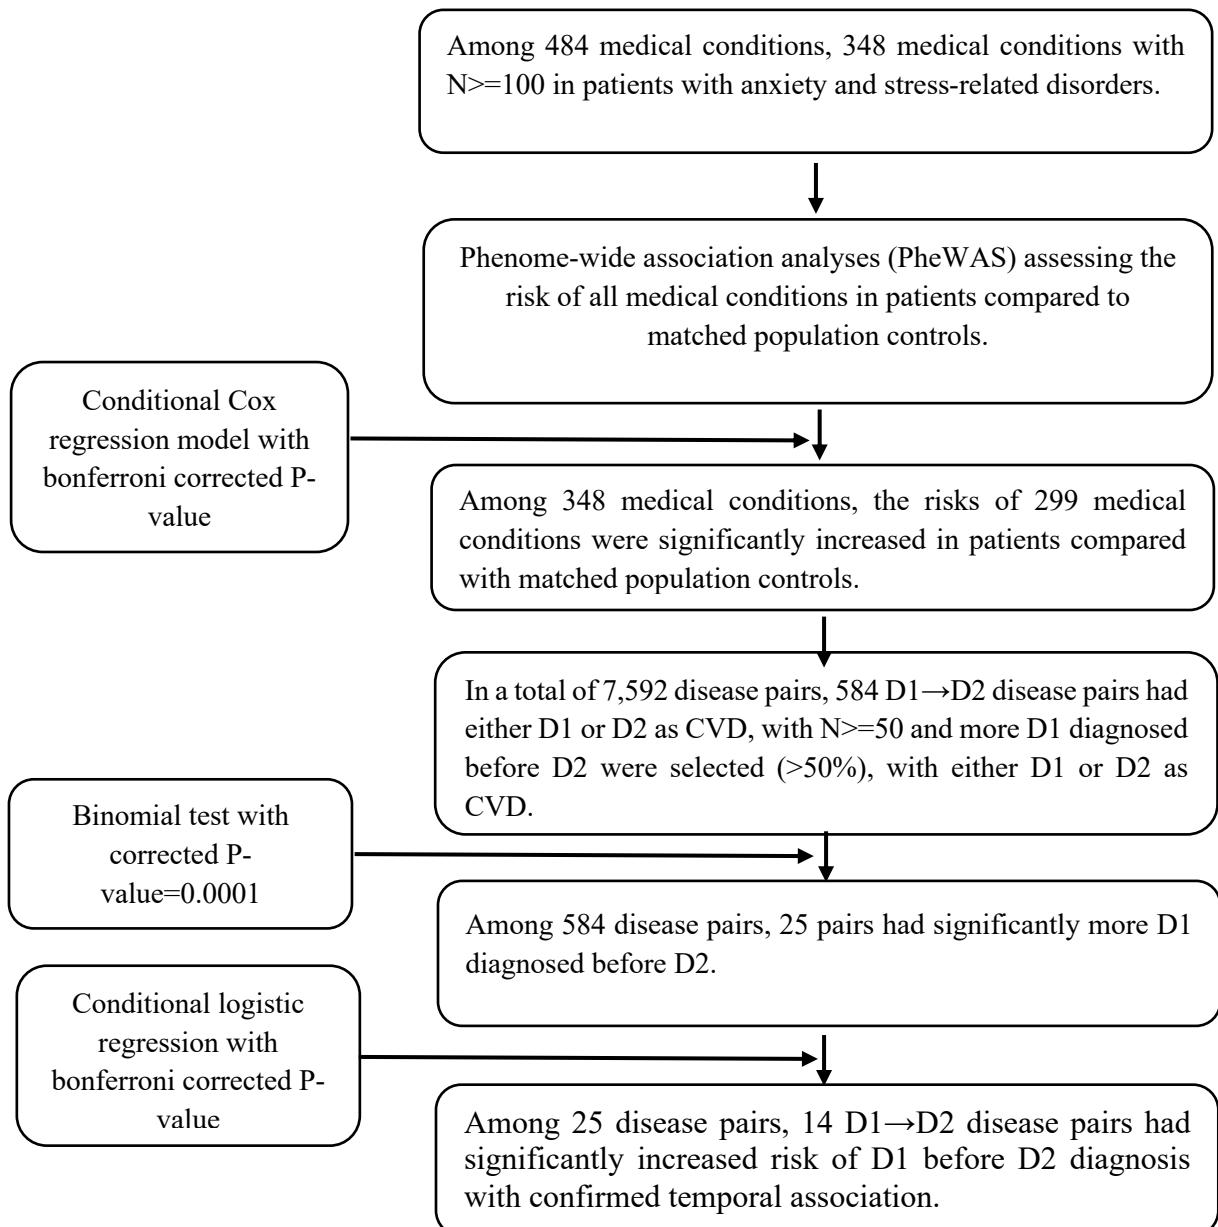 Among 484 medical conditions, 348 medical conditions with
N>=100 in patients with anxiety and stress-related disorders.
Phenome-wide association analyses (PheWAS) assessing the
risk of all medical conditions in patients compared to
matched population controls.
Conditional Cox
regression model with
bonferroni corrected P-
value
Among 348 medical conditions, the risks of 299 medical
conditions were significantly increased in patients compared
with matched population controls.
In a total of 7,592 disease pairs, 584 D1→D2 disease pairs had
either D1 or D2 as CVD, with N>=50 and more D1 diagnosed
before D2 were selected (>50%), with either D1 or D2 as
CVD.
Binomial test with
corrected P-
value=0.0001
Among 584 disease pairs, 25 pairs had significantly more D1
diagnosed before D2.
Conditional logistic
regression with
bonferroni corrected P-
value
Among 25 disease pairs, 14 D1→D2 disease pairs had
significantly increased risk of D1 before D2 diagnosis
with confirmed temporal association.